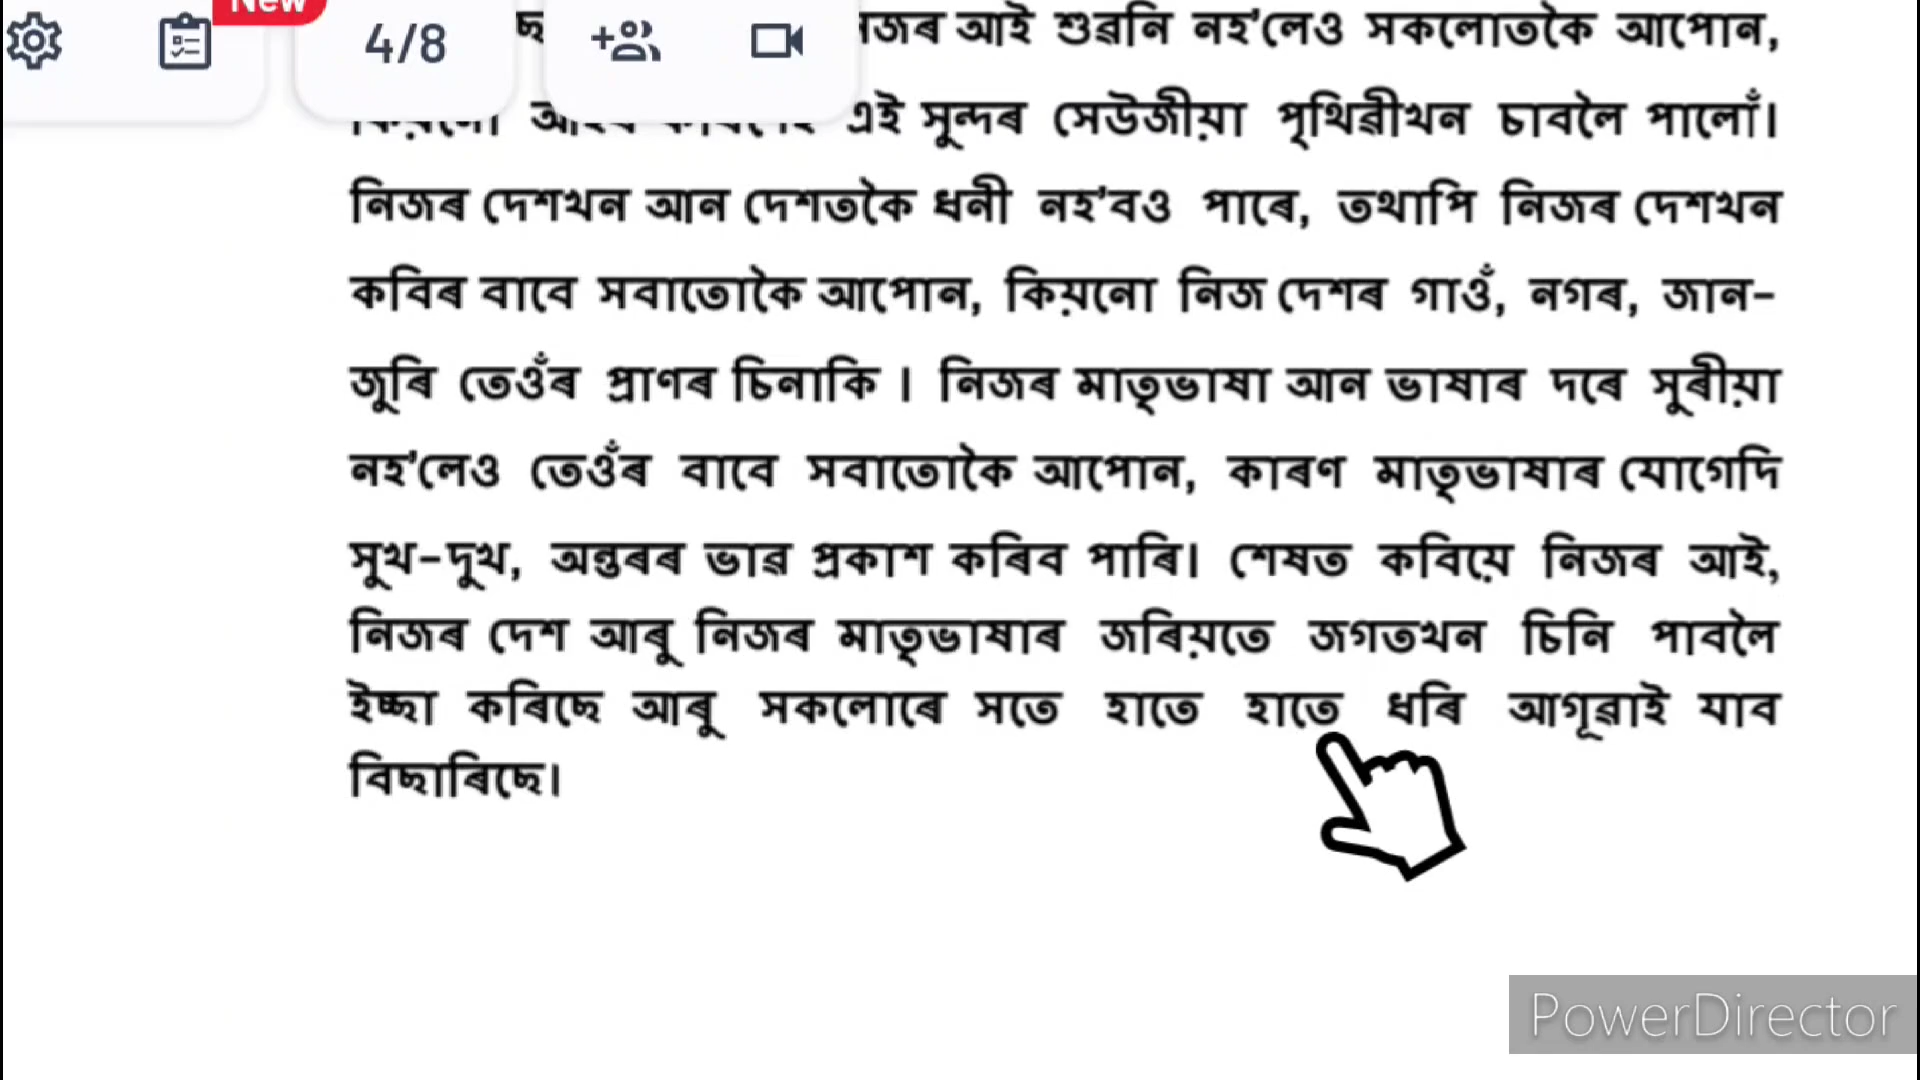 New
4/8
আই শুৱনি নহ'লেও সকলোতকৈ আপোন,
এই সুন্দৰ সেউজীয়া পৃথিৱীখন চাবলৈ পালোঁ।
নিজৰ দেশখন আন দেশতকৈ ধনী নহ'বও পাৰে, তথাপি নিজৰ দেশখন
কবিৰ বাবে সবাতোকৈ আপোন, কিয়নো নিজ দেশৰ গাওঁ, নগৰ, জান-
জুৰি তেওঁৰ প্ৰাণৰ চিনাকি । নিজৰ মাতৃভাষা আন ভাষাৰ দৰে সুৰীয়া
নহ'লেও তেওঁৰ বাবে সবাতোকৈ আপোন, কাৰণ মাতৃভাষাৰ যোগেদি
সুখ-দুখ, অন্তৰৰ ভাৱ প্ৰকাশ কৰিব পাৰি। শেষত কবিয়ে নিজৰ আই,
নিজৰ দেশ আৰু নিজৰ মাতৃভাষাৰ জৰিয়তে জগতখন চিনি পাবলৈ
ইচ্ছা কৰিছে আৰু সকলোৰে সতে হাতে হাতে ধৰি আগূৱাই যাব
বিছাৰিছে।
PowerDirector